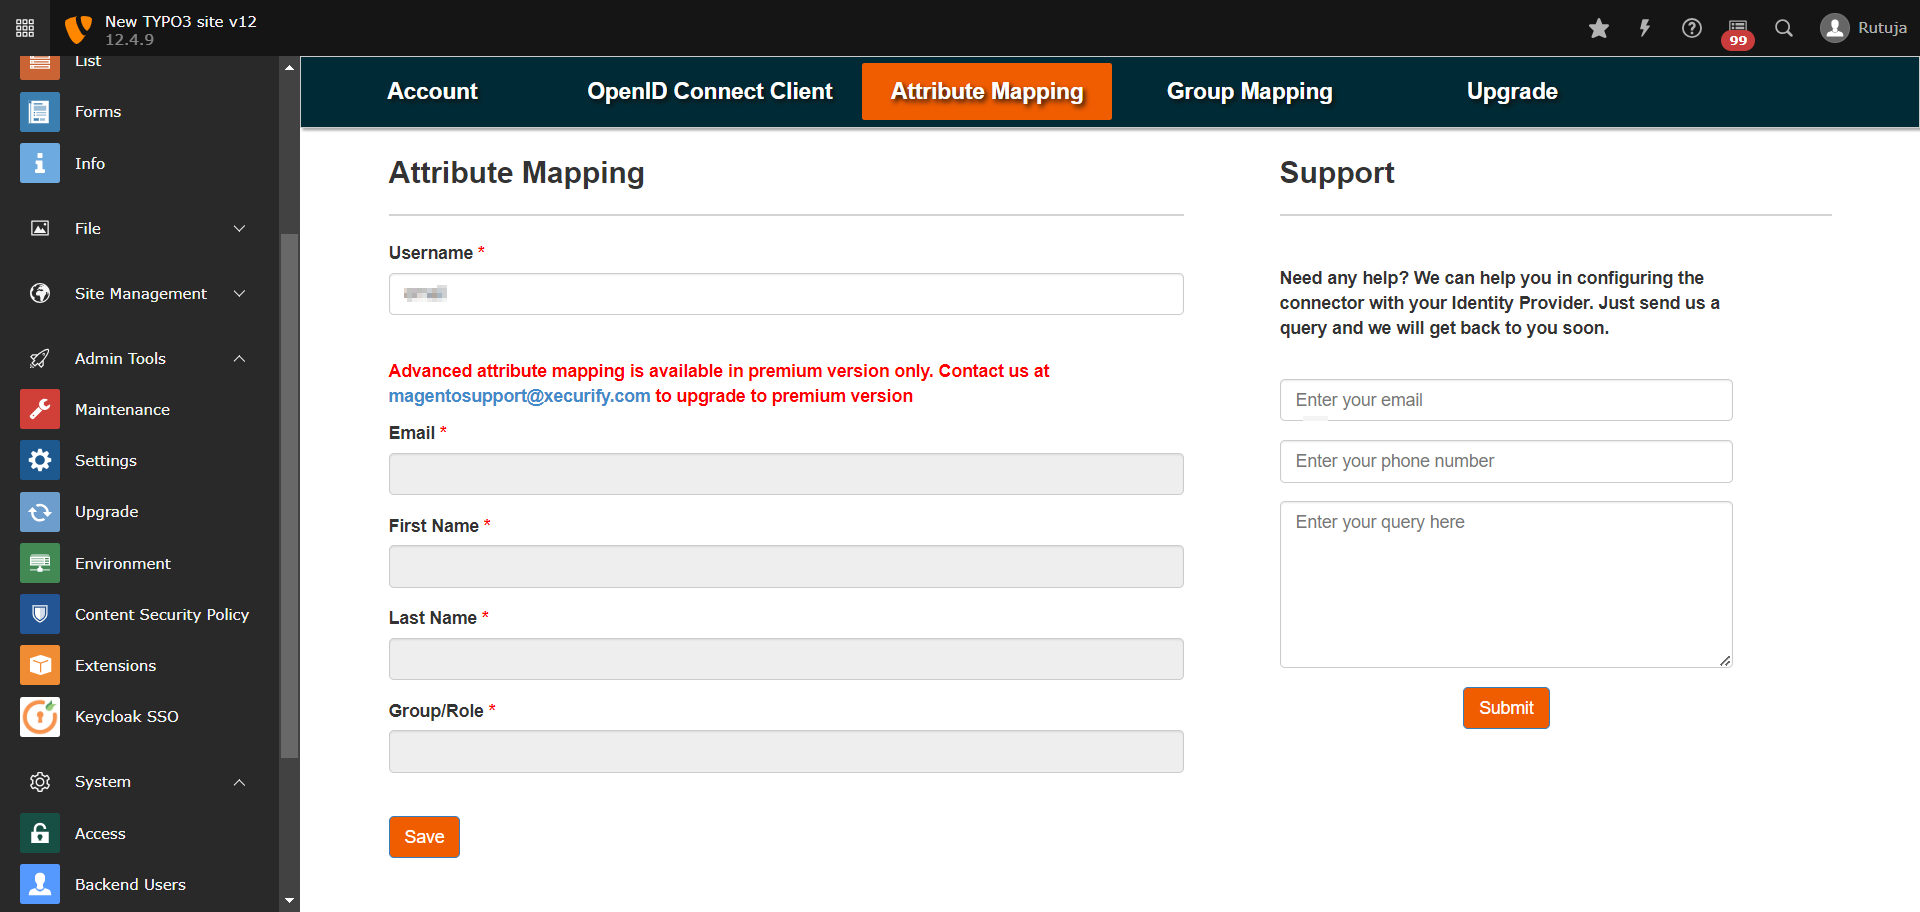 New TYPO3 site v12
12.4.9
99
Rutuja
List
Forms
Info
File
Site Management
Admin Tools
Maintenance
Settings
Upgrade
Environment
Content Security Policy
Extensions
Keycloak SSO
System
Access
Backend Users
Account
OpenID Connect Client
Attribute Mapping
Group Mapping
Upgrade
Attribute Mapping
Username *
Advanced attribute mapping is available in premium version only. Contact us at
magentosupport@xecurify.com to upgrade to premium version
Email *
First Name *
Last Name *
Group/Role *
Save
Support
Need any help? We can help you in configuring the
connector with your Identity Provider. Just send us a
query and we will get back to you soon.
Enter your email
Enter your phone number
Enter your query here
Submit